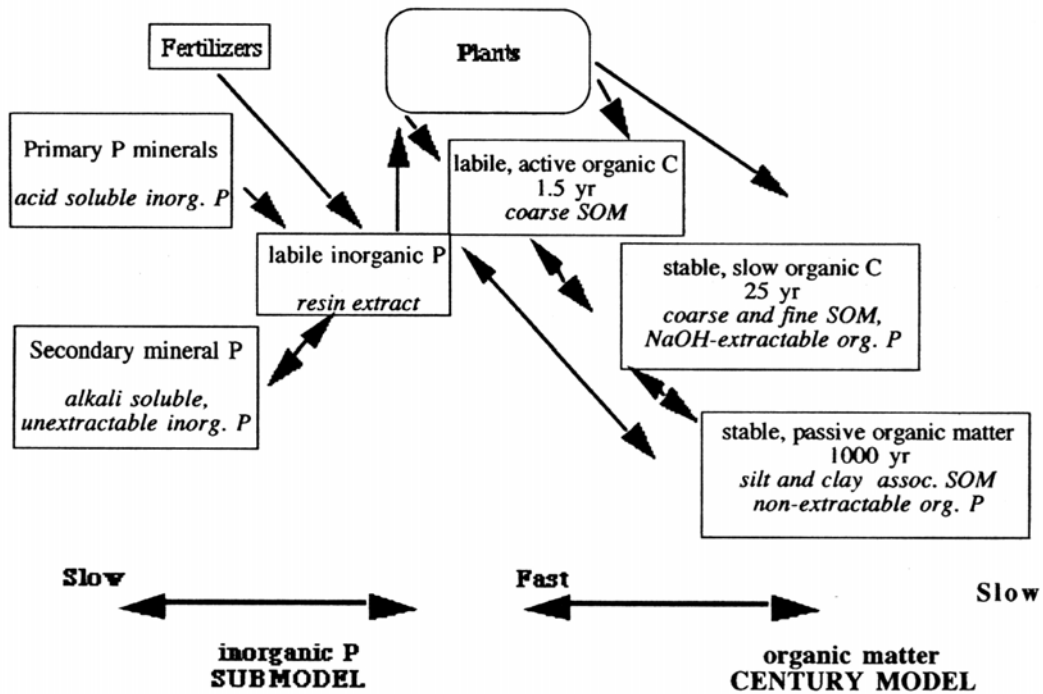 Fertilizers
Plants
Primary P minerals
acid soluble inorg. P
labile, active organic C
1.5 yr
coarse SOM
labile inorganic P
resin extract
stable, slow organic C
25 yr
coarse and fine SOM,
NaOH-extractable org. P
Secondary mineral P
alkali soluble,
unextractable inorg. P
stable, passive organic matter
1000 yr
silt and clay assoc. SOM
non-extractable org. P
Slow
Fast
Slow
inorganic P
SUBMODEL
organic matter
CENTURY MODEL